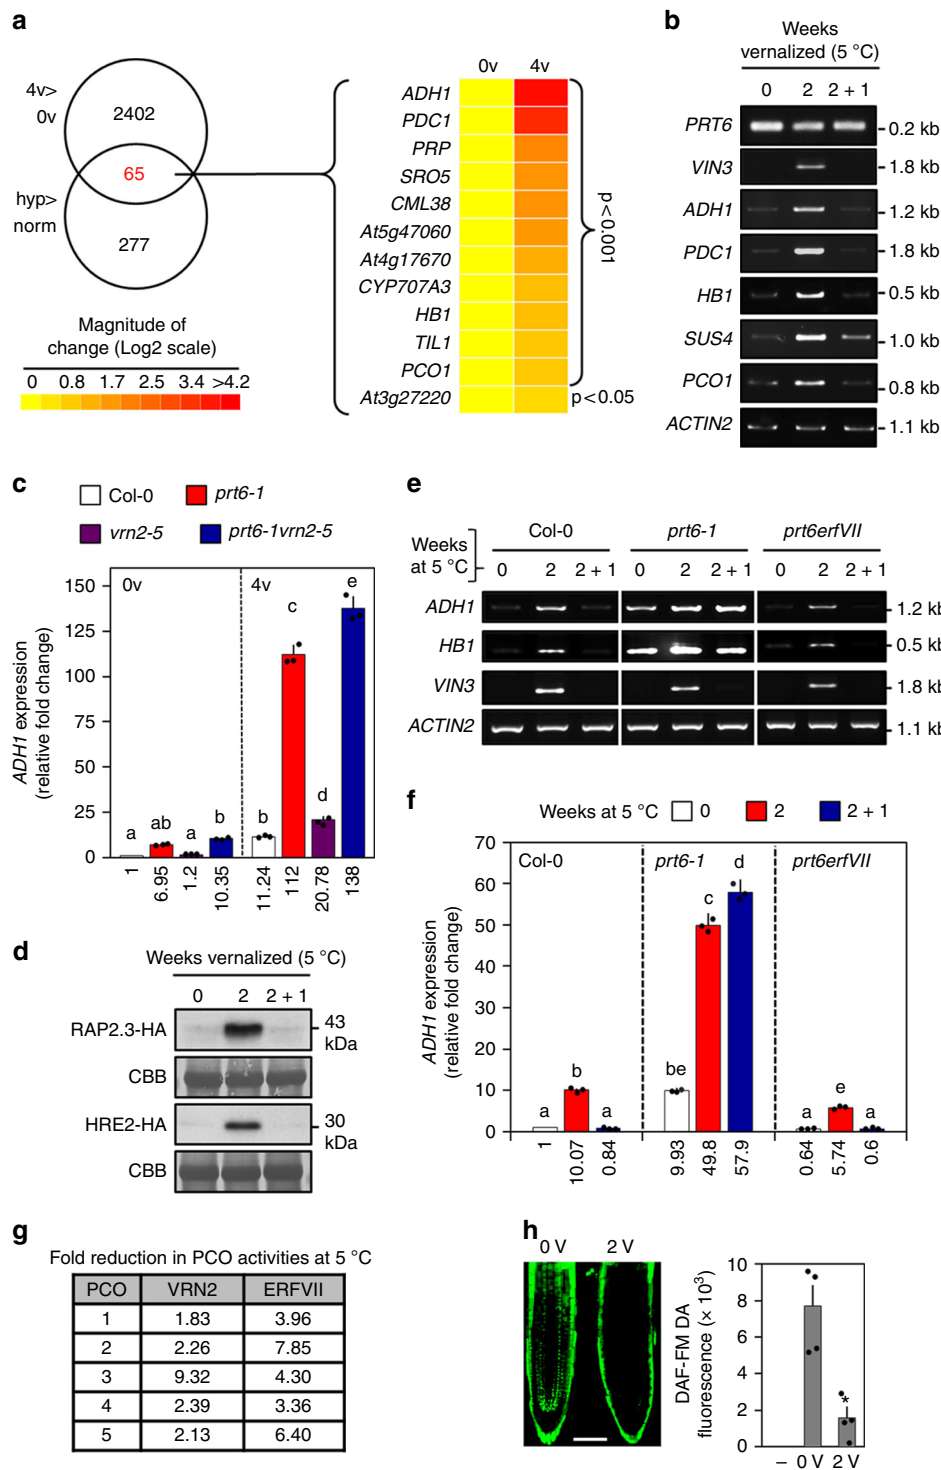 a
4v>
0v
2402
65
hyp>
norm
277
Magnitude of
change (Log2 scale)
0 0.8 1.7 2.5 3.4 >4.2
0v 4v
ADH1
PDC1
PRP
SRO5
CML38
At5g47060
At4g17670
CYP707A3
HB1
TIL1
PCO1
At3g27220
p<0.001
p<0.05
b
Weeks
vernalized (5 °C)
0 2 2 + 1
PRT6 0.2 kb
VIN3 1.8 kb
ADH1 1.2 kb
PDC1 1.8 kb
HB1 0.5 kb
SUS4 1.0 kb
PCO1 0.8 kb
ACTIN2 1.1 kb
c
Col-0 prt6-1
vrn2-5 prt6-1vrn2-5
ADH1 expression
(relative fold change)
150
125
100
75
50
25
0
0v 4v
a ab a b b c d e
1 6.95 1.2 10.35 11.24 112 20.78 138
d
Weeks vernalized (5 °C)
0 2 2 + 1
RAP2.3-HA 43
kDa
CBB
HRE2-HA 30
kDa
CBB
e
Weeks
at 5 °C
Col-0 prt6-1 prt6erfVII
0 2 2 + 1 0 2 2 + 1 0 2 2 + 1
ADH1 1.2 kb
HB1 0.5 kb
VIN3 1.8 kb
ACTIN2 1.1 kb
f
Weeks at 5 °C 0 2 2 + 1
ADH1 expression
(relative fold change)
70
60
50
40
30
20
10
0
Col-0 prt6-1 prt6erfVII
a b a be c d a e a
1 10.07 0.84 9.93 49.8 57.9 0.64 5.74 0.6
g
Fold reduction in PCO activities at 5 °C
PCO VRN2 ERFVII
1 1.83 3.96
2 2.26 7.85
3 9.32 4.30
4 2.39 3.36
5 2.13 6.40
h
0 V 2 V
DAF-FM DA
fluorescence (× 10³)
10
8
6
4
2
0
*
– 0 V 2 V